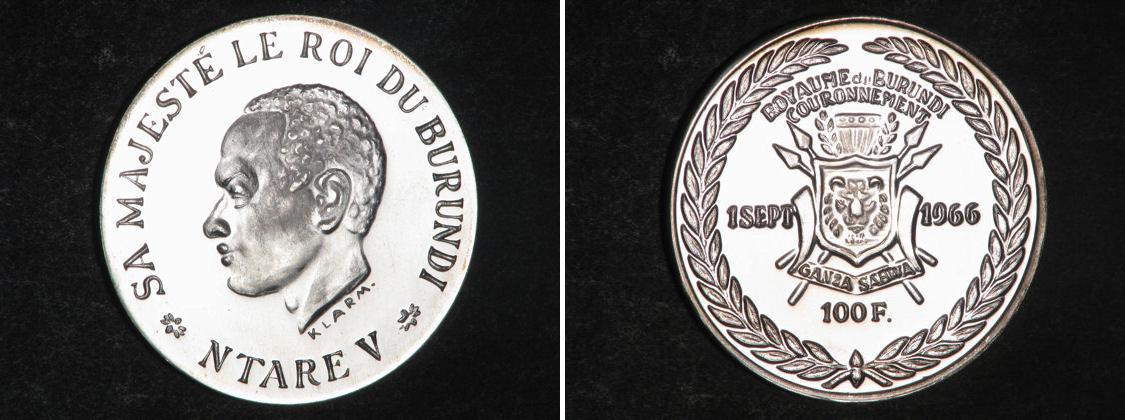 SA MAJESTÉ LE ROI DU BURUNDI
NTARE V
KLARM.
ROYAUME du BURUNDI
COURONNEMENT
1 SEPT 1966
GANZA SABWA
100 F.